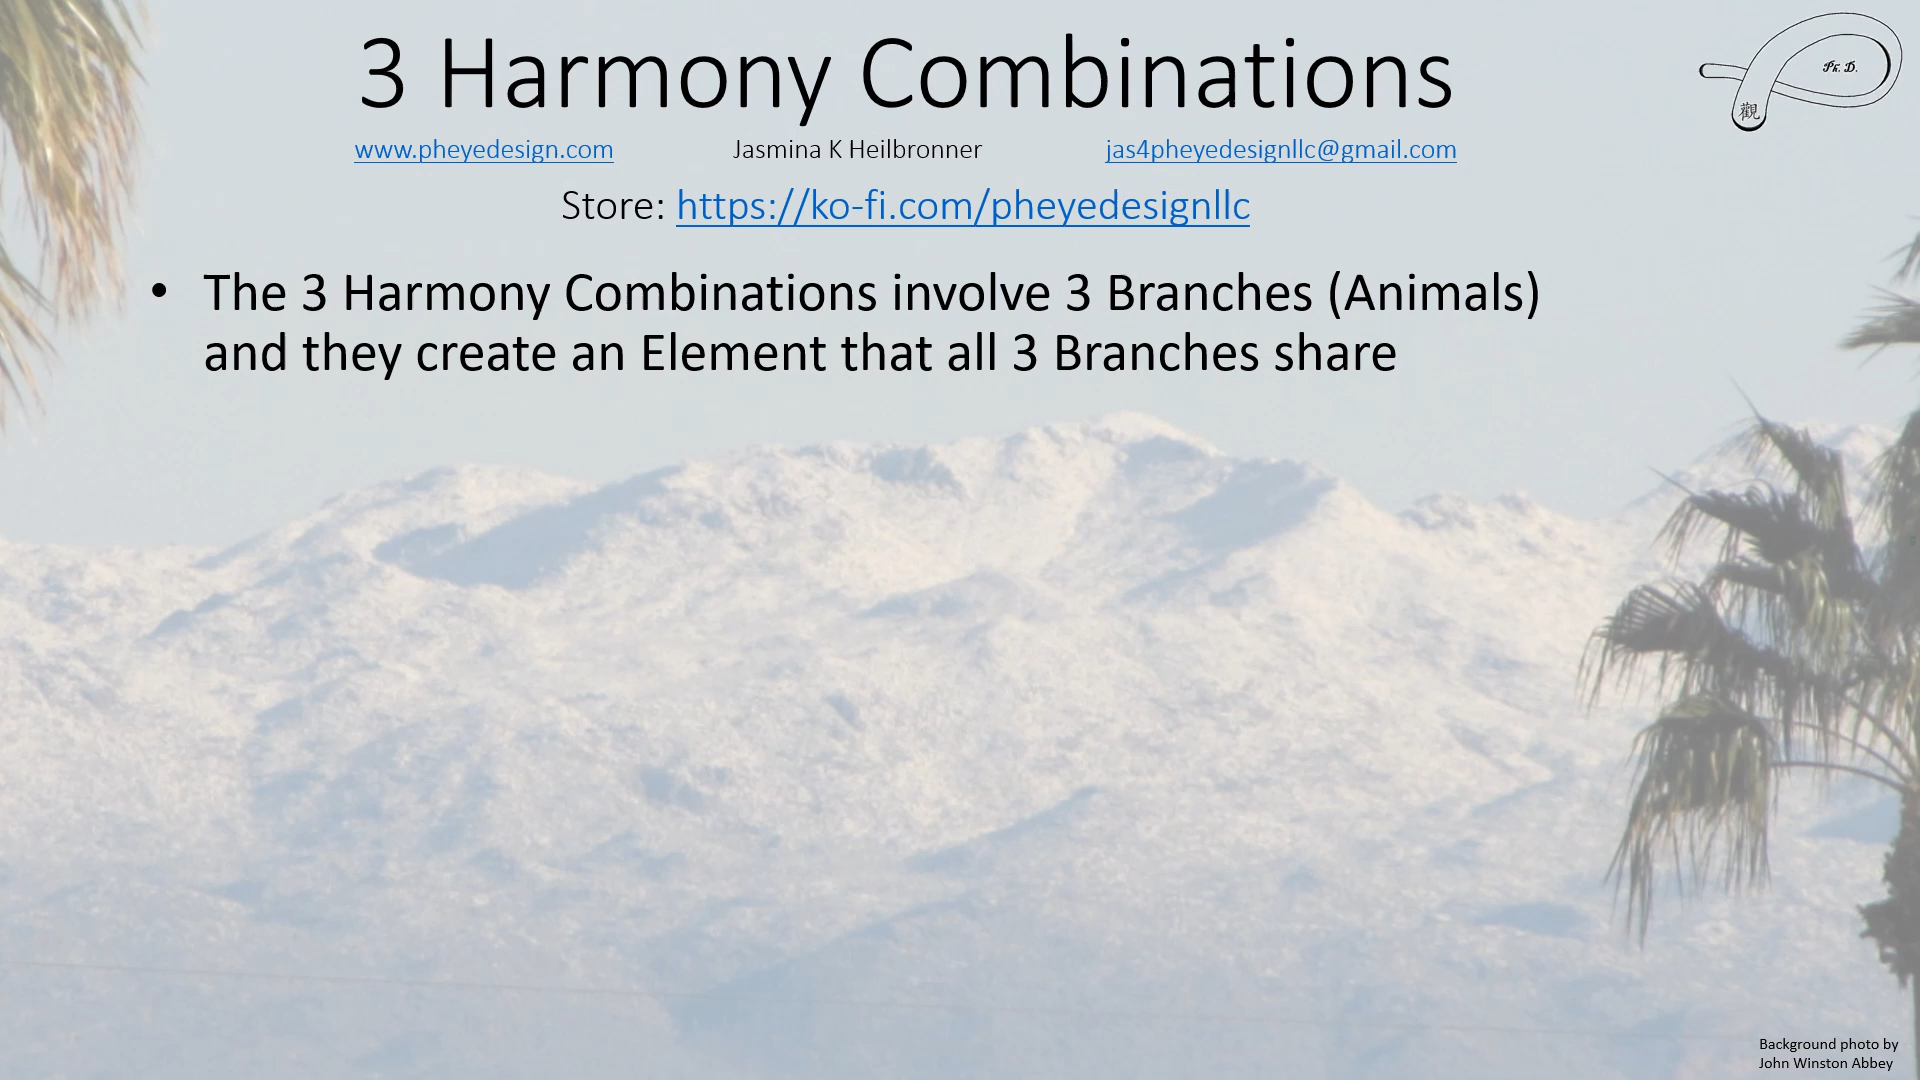 3 Harmony Combinations
Ph. D.
觀
www.pheyedesign.com Jasmina K Heilbronner jas4pheyedesignllc@gmail.com
Store: https://ko-fi.com/pheyedesignllc
• The 3 Harmony Combinations involve 3 Branches (Animals)
and they create an Element that all 3 Branches share
Background photo by
John Winston Abbey